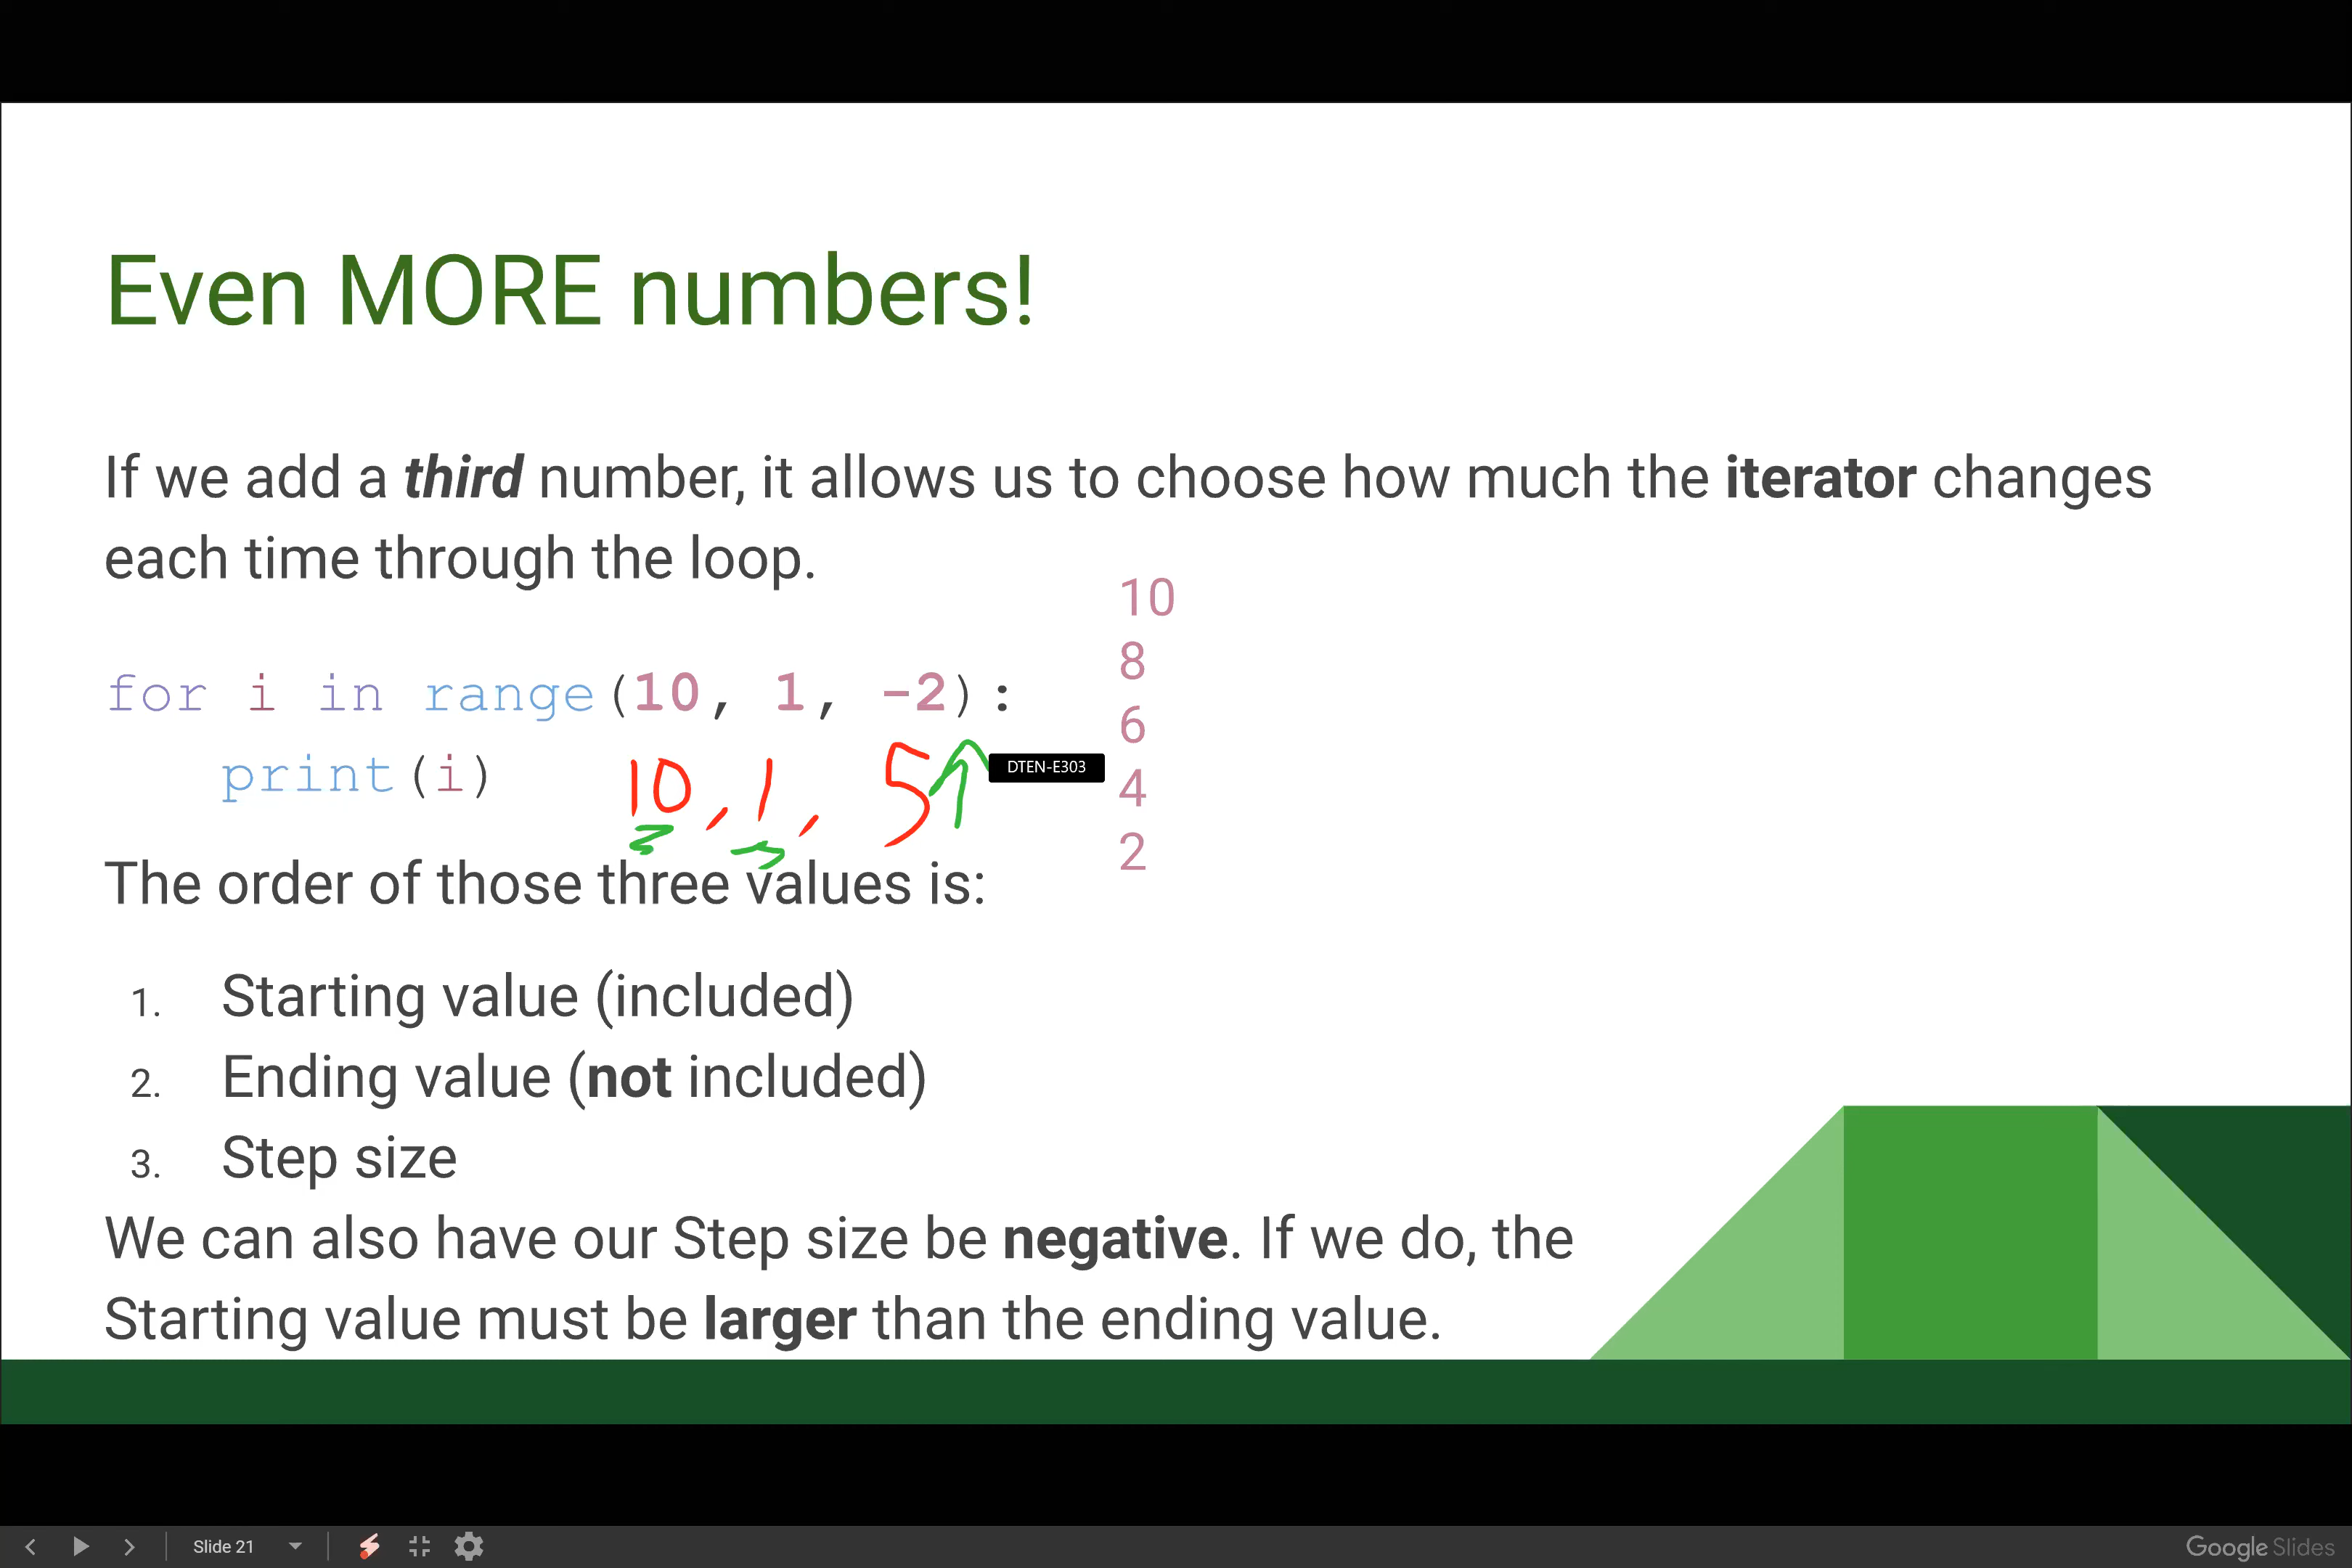 Even MORE numbers!
If we add a third number, it allows us to choose how much the iterator changes
each time through the loop.
for i in range(10, 1, -2):
print(i)
10, 1, 5
DTEN-E303
10
8
6
4
2
The order of those three values is:
1. Starting value (included)
2. Ending value (not included)
3. Step size
We can also have our Step size be negative. If we do, the
Starting value must be larger than the ending value.
Slide 21
Google Slides